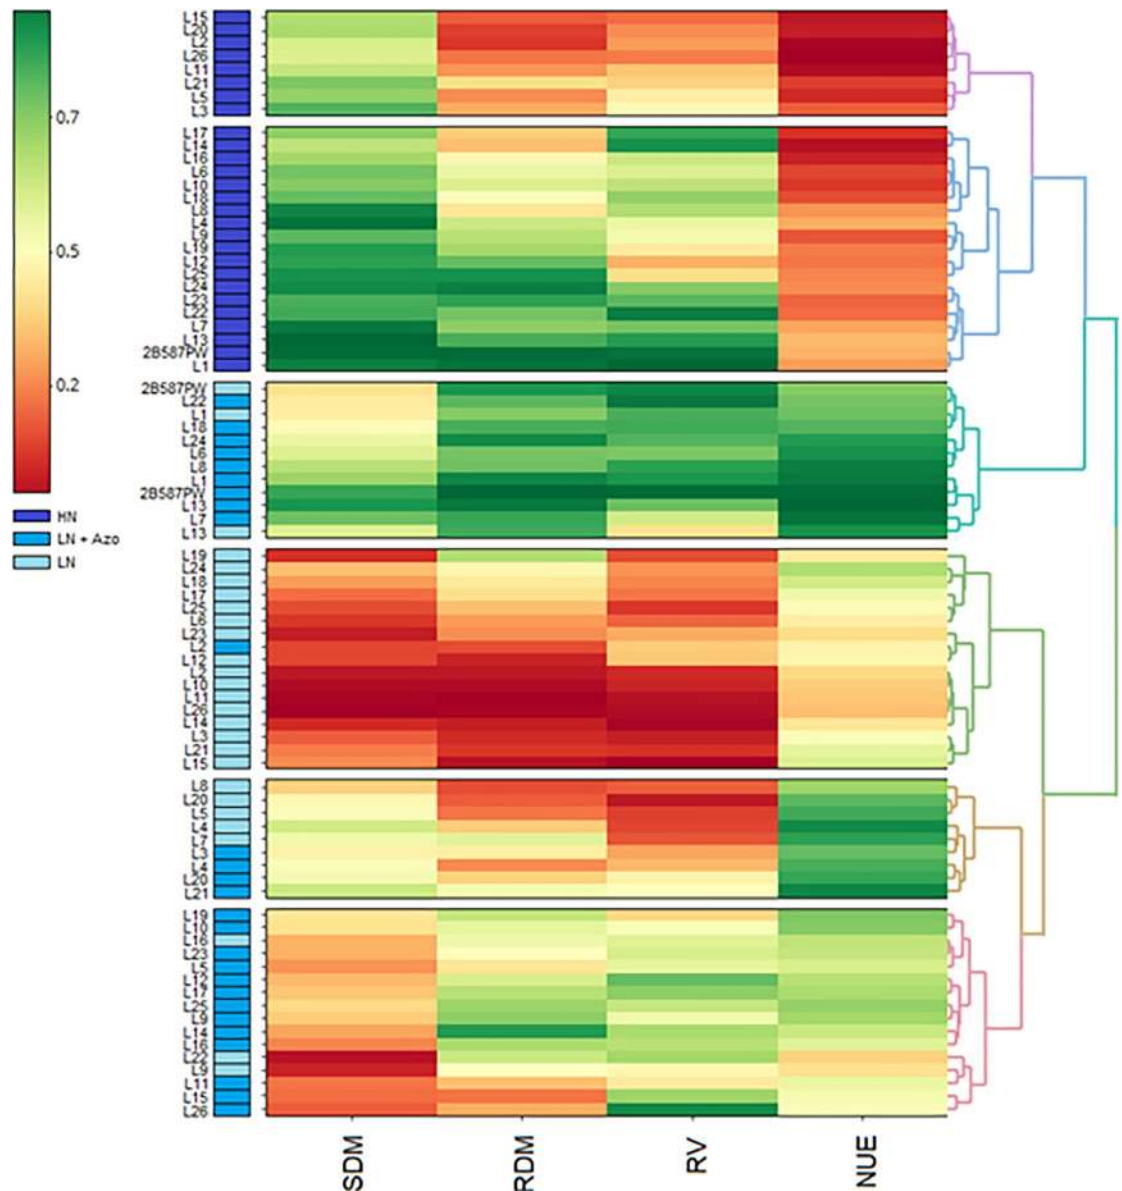 0.7
0.5
0.2
HN
LN + Azo
LN
L15
L20
L2
L26
L11
L21
L5
L3
L17
L14
L16
L6
L10
L18
L8
L4
L9
L19
L12
L25
L24
L23
L22
L7
L13
2B587PW
L1
2B587PW
L22
L1
L18
L24
L6
L8
L1
2B587PW
L13
L7
L13
L19
L24
L18
L17
L25
L6
L23
L2
L12
L2
L10
L11
L26
L14
L3
L21
L15
L8
L20
L5
L4
L7
L3
L4
L20
L21
L19
L10
L16
L23
L5
L12
L17
L25
L9
L14
L16
L22
L9
L11
L15
L26
SDM
RDM
RV
NUE